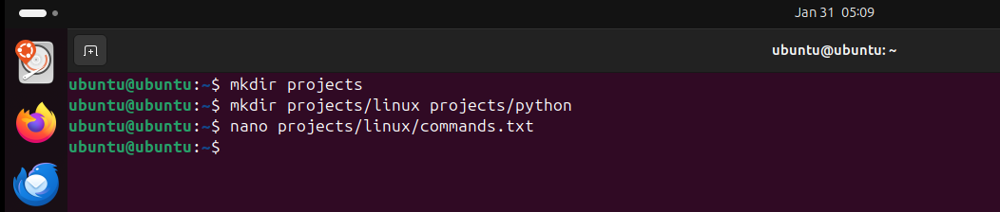 Jan 31 05:09
ubuntu@ubuntu: ~
ubuntu@ubuntu:~$ mkdir projects
ubuntu@ubuntu:~$ mkdir projects/linux projects/python
ubuntu@ubuntu:~$ nano projects/linux/commands.txt
ubuntu@ubuntu:~$